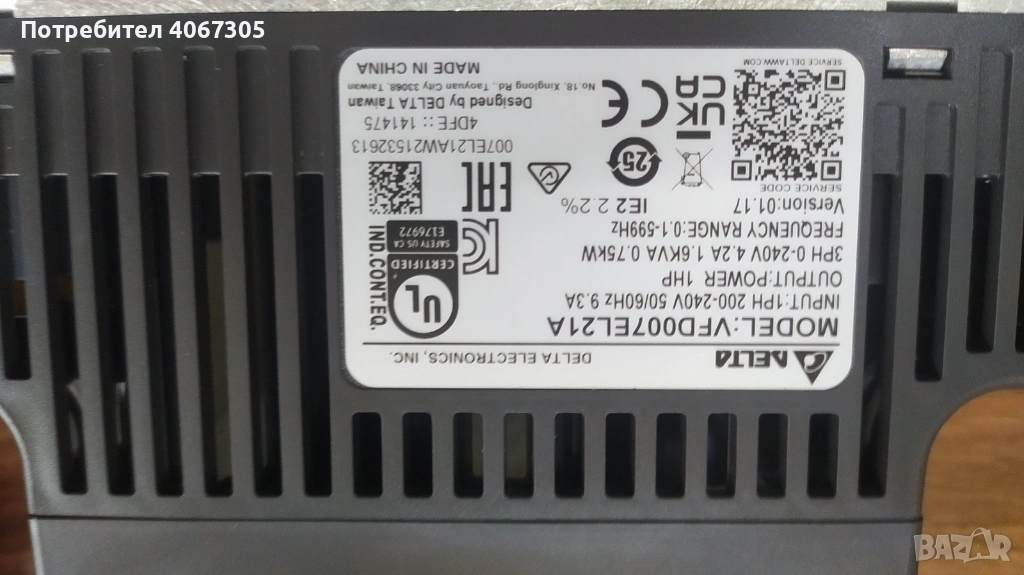 Потребител 4067305
DELTA
DELTA ELECTRONICS, INC.
MODEL:VFD007EL21A
INPUT:1PH 200-240V 50/60Hz 9.3A
OUTPUT:POWER 1HP
3PH 0-240V 4.2A 1.6KVA 0.75kW
FREQUENCY RANGE:0.1-599Hz
Version:01.17
IE2 2.2%
UL
CERTIFIED
SAFETY US CA
E176972
IND.CONT.EQ.
SERVICE CODE
SERVICE.DELTAWW.COM
25
EAC
UK
CA
CE
007EL21AW21532613
4DFE :: 141475
Designed by DELTA Taiwan
No.18, Xinglong Rd., Taoyuan City 33068, Taiwan
MADE IN CHINA
BAZAR